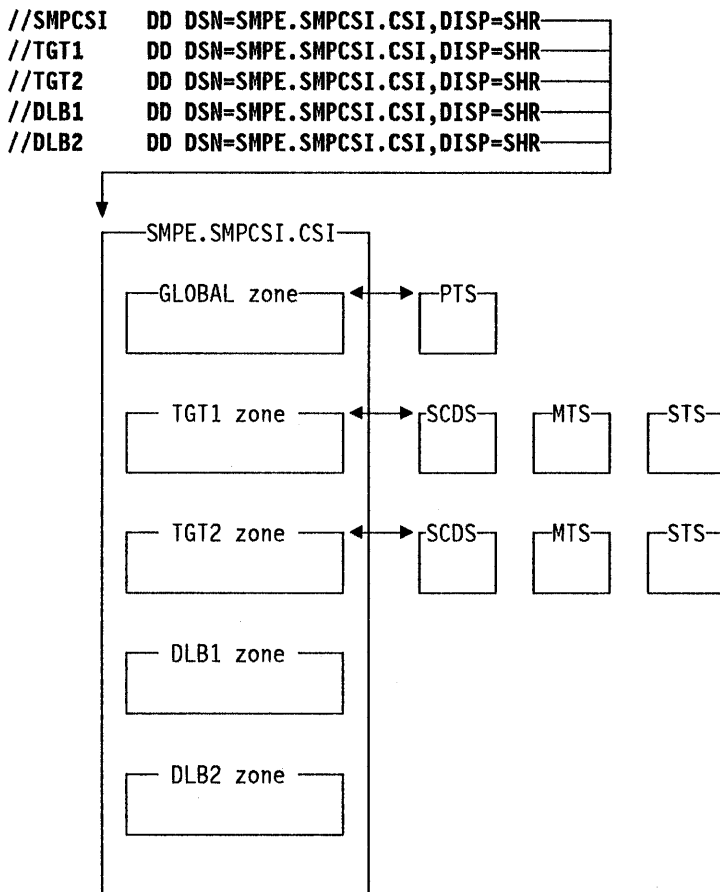 //SMPCSI DD DSN=SMPE.SMPCSI.CSI,DISP=SHR
//TGT1 DD DSN=SMPE.SMPCSI.CSI,DISP=SHR
//TGT2 DD DSN=SMPE.SMPCSI.CSI,DISP=SHR
//DLB1 DD DSN=SMPE.SMPCSI.CSI,DISP=SHR
//DLB2 DD DSN=SMPE.SMPCSI.CSI,DISP=SHR
SMPE.SMPCSI.CSI
GLOBAL zone PTS
TGT1 zone SCDS MTS STS
TGT2 zone SCDS MTS STS
DLB1 zone
DLB2 zone